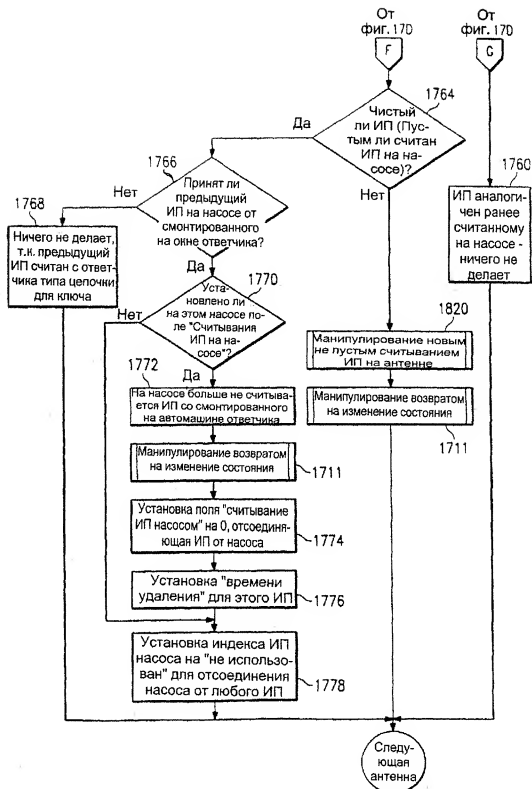 От
фиг. 17D
F
От
фиг. 17D
G
1764
Чистый
ли ИП (Пус-
тым ли считан
ИП на на-
сосе)?
Да
Нет
1766
Принят ли
предыдущий
ИП на насосе от
смонтированного
на окне ответчика?
Нет
Да
1768
Ничего не делает,
т.к. предыдущий
ИП считан с ответ-
чика типа цепочки
для ключа
1760
ИП аналоги-
чен ранее
считанному
на насосе -
ничего не
делает
1770
Уста-
новлено ли
на этом насосе по-
ле "Считывания
ИП на на-
сосе"?
Нет
Да
1820
Манипулирование новым
не пустым считыванием
ИП на антенне
1772
На насосе больше не считыва-
ется ИП со смонтированного
на автомашине ответчика
Манипулирование возвратом
на изменение состояния
1711
Манипулирование возвратом
на изменение состояния
1711
Установка поля "считывание
ИП насосом" на 0, отсоединя-
ющая ИП от насоса
1774
Установка "времени
удаления" для этого ИП
1776
Установка индекса ИП
насоса на "не использо-
ван" для отсоединения
насоса от любого ИП
1778
Следу-
ющая
антенна